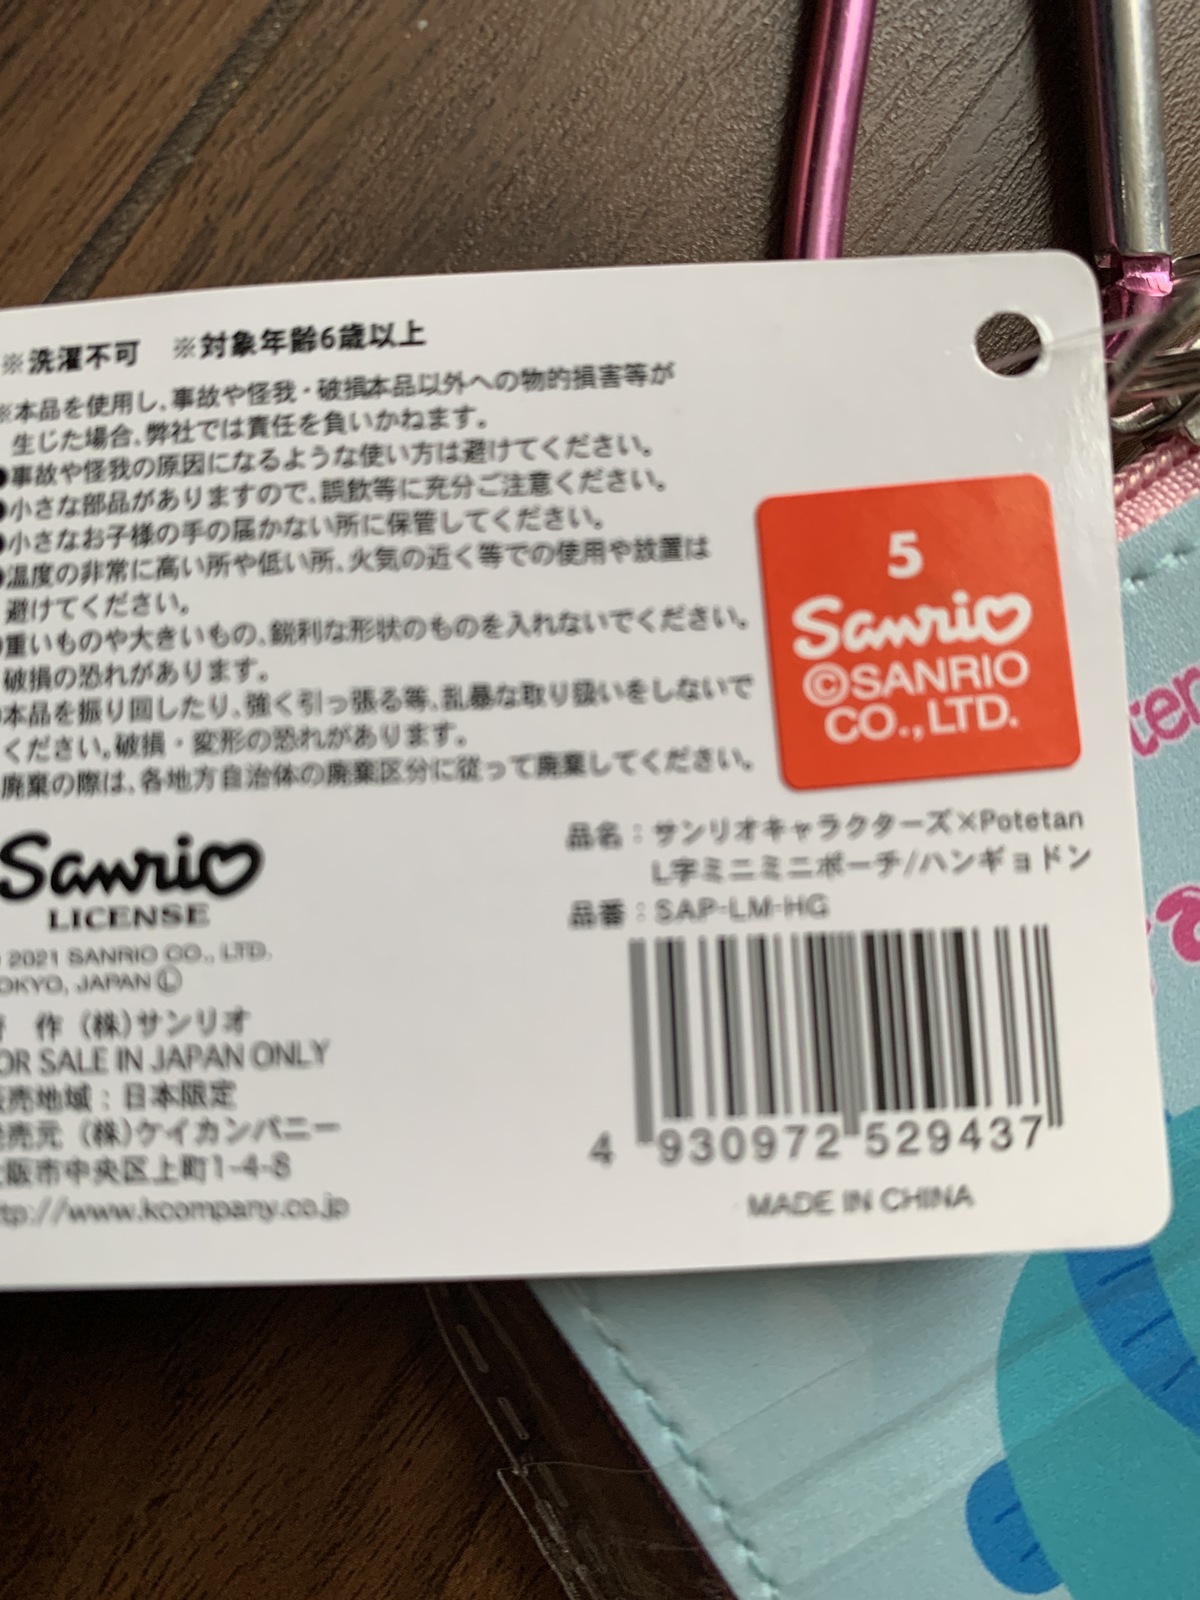 ※洗濯不可 ※対象年齢6歳以上
※本品を使用し、事故や怪我・破損本品以外への物的損害等が
生じた場合、弊社では責任を負いかねます。
●事故や怪我の原因になるような使い方は避けてください。
●小さな部品がありますので、誤飲等に充分ご注意ください。
●小さなお子様の手の届かない所に保管してください。
●温度の非常に高い所や低い所、火気の近く等での使用や放置は
避けてください。
●重いものや大きいもの、鋭利な形状のものを入れないでください。
破損の恐れがあります。
●本品を振り回したり、強く引っ張る等、乱暴な取り扱いをしないで
ください。破損・変形の恐れがあります。
廃棄の際は、各地方自治体の廃棄区分に従って廃棄してください。
5
Sanrio
©SANRIO
CO., LTD.
品名：サンリオキャラクターズ×Potetan
L字ミニミニポーチ/ハンギョドン
品番：SAP-LM-HG
4 930972 529437
MADE IN CHINA
Sanrio
LICENSE
2021 SANRIO CO., LTD.
OKYO, JAPAN Ⓛ
作 (株)サンリオ
OR SALE IN JAPAN ONLY
売地域：日本限定
売元 (株)ケイカンパニー
阪市中央区上町1-4-8
tp://www.kcompany.co.jp
ter